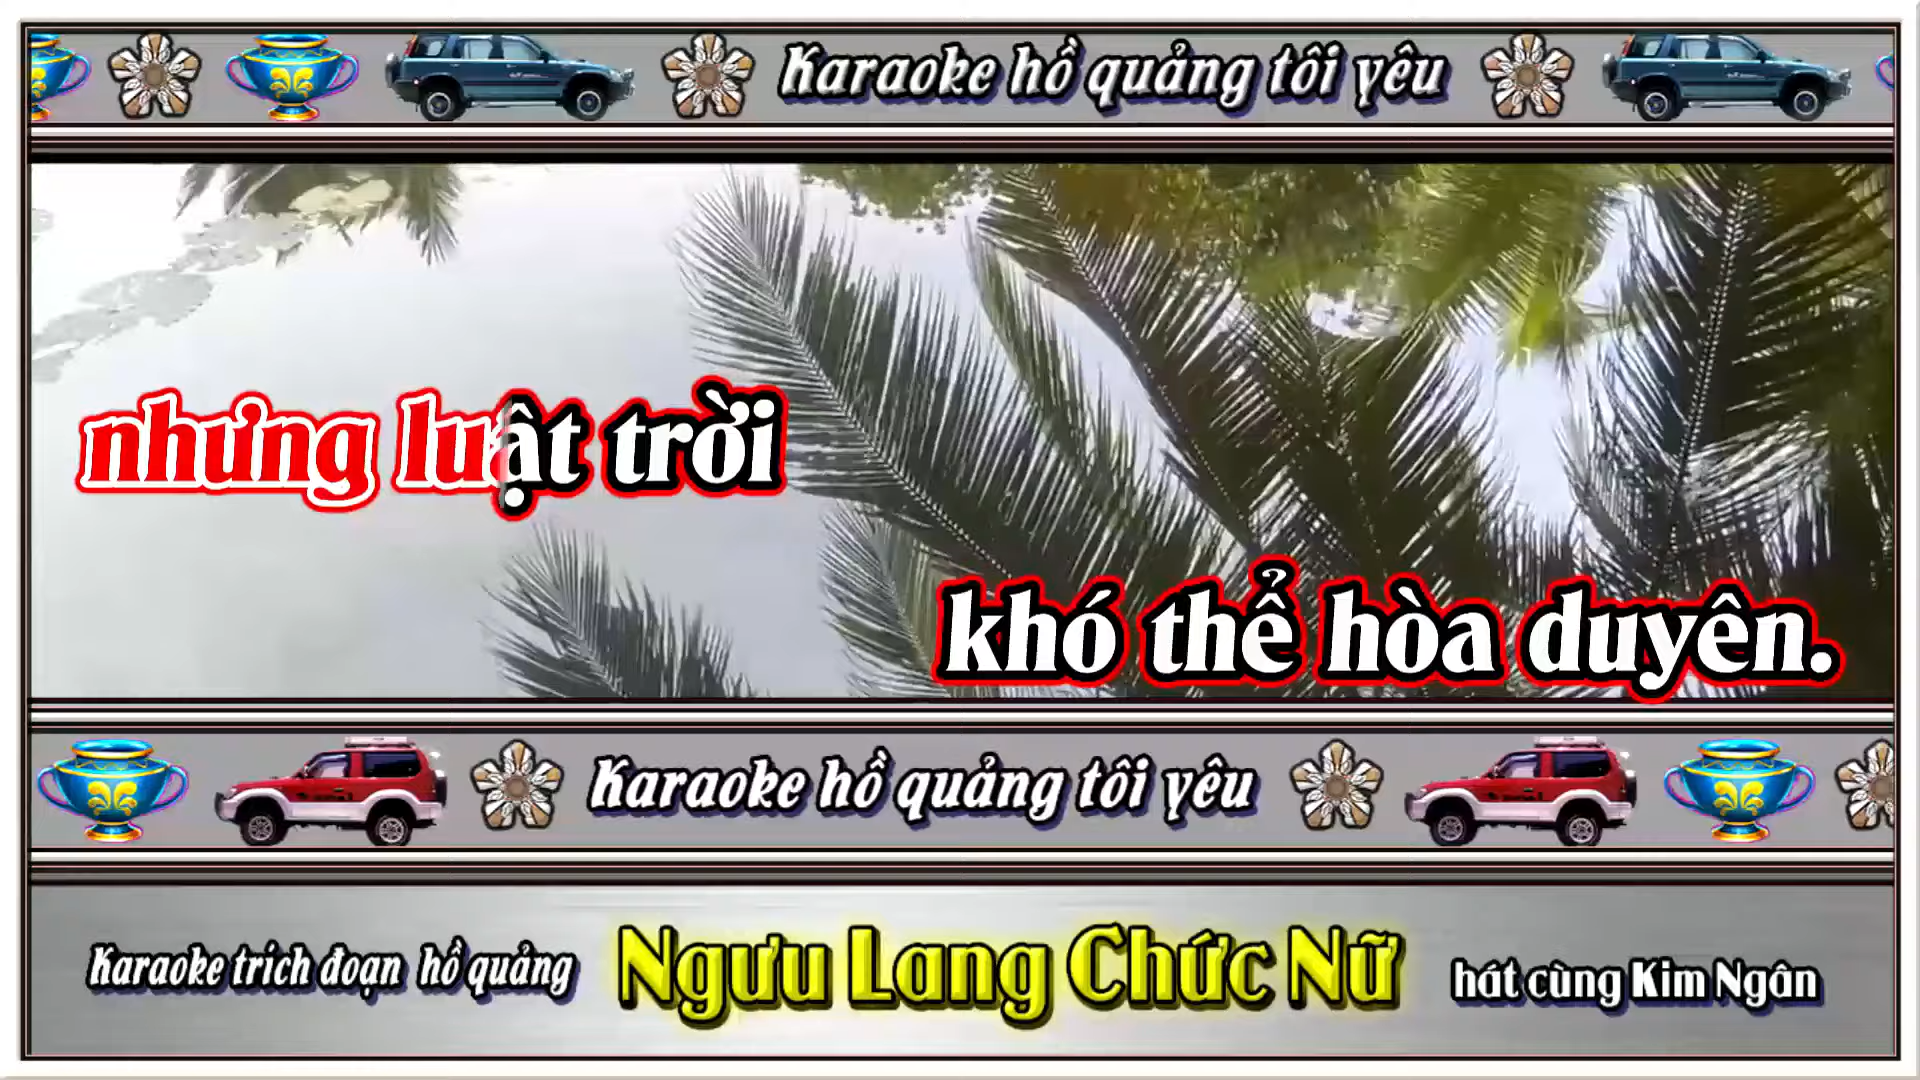 Karaoke hồ quảng tôi yêu
nhưng luật trời
khó thể hòa duyên.
Karaoke hồ quảng tôi yêu
Karaoke trích đoạn hồ quảng Ngưu Lang Chức Nữ hát cùng Kim Ngân